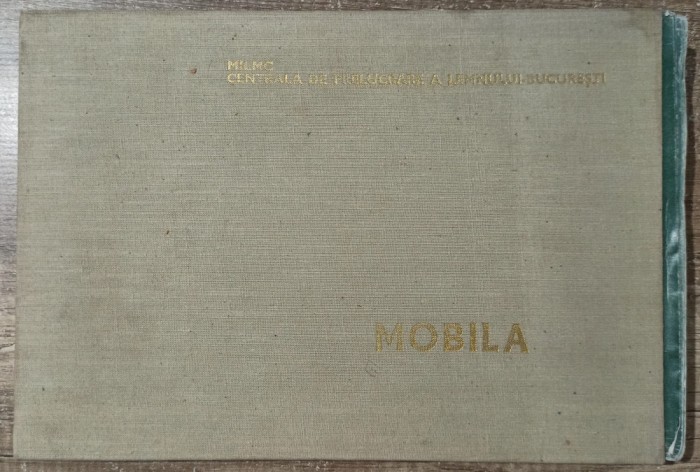 MILMC
CENTRALA DE PRELUCRARE A LEMNULUI-BUCUREȘTI
MOBILA